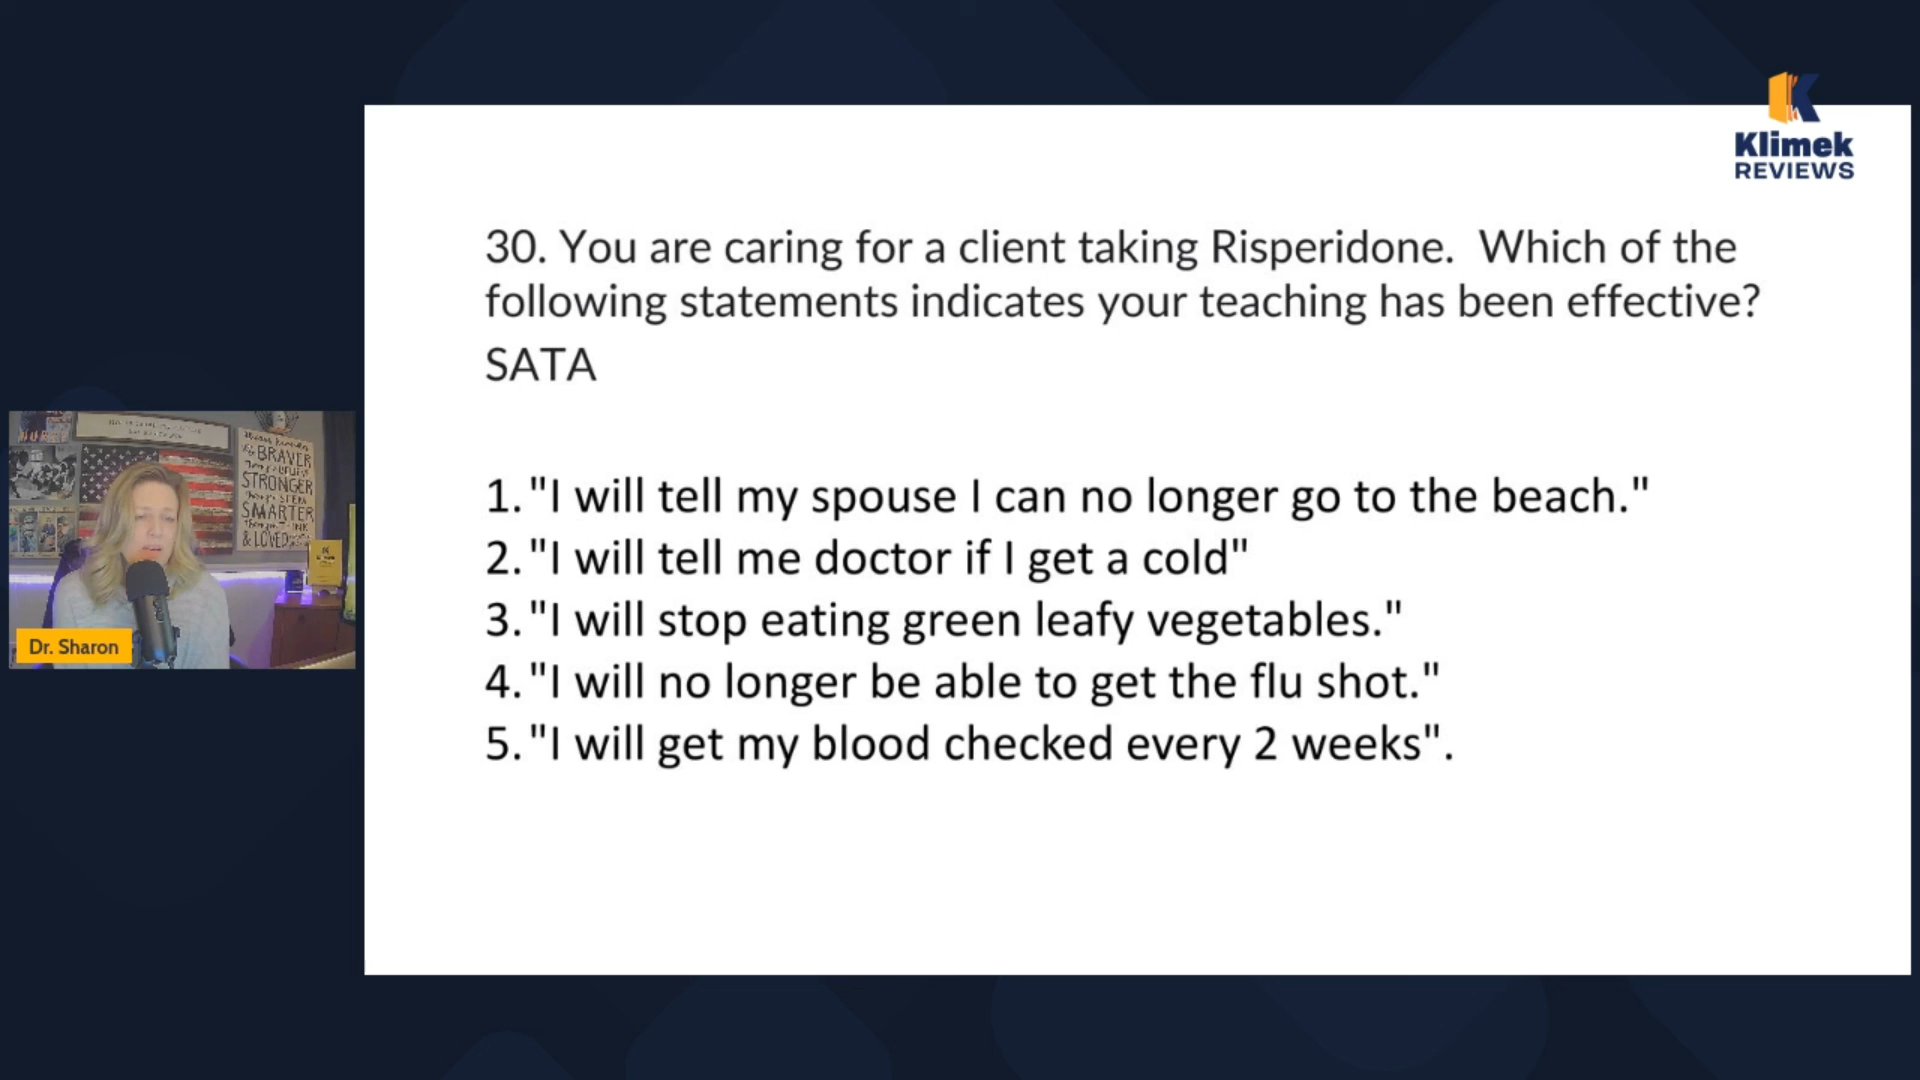 Klimek
REVIEWS
30. You are caring for a client taking Risperidone. Which of the
following statements indicates your teaching has been effective?
SATA
1. "I will tell my spouse I can no longer go to the beach."
2. "I will tell me doctor if I get a cold"
3. "I will stop eating green leafy vegetables."
4. "I will no longer be able to get the flu shot."
5. "I will get my blood checked every 2 weeks".
BRAVER
STRONGER
SMARTER
& LOVED
Dr. Sharon